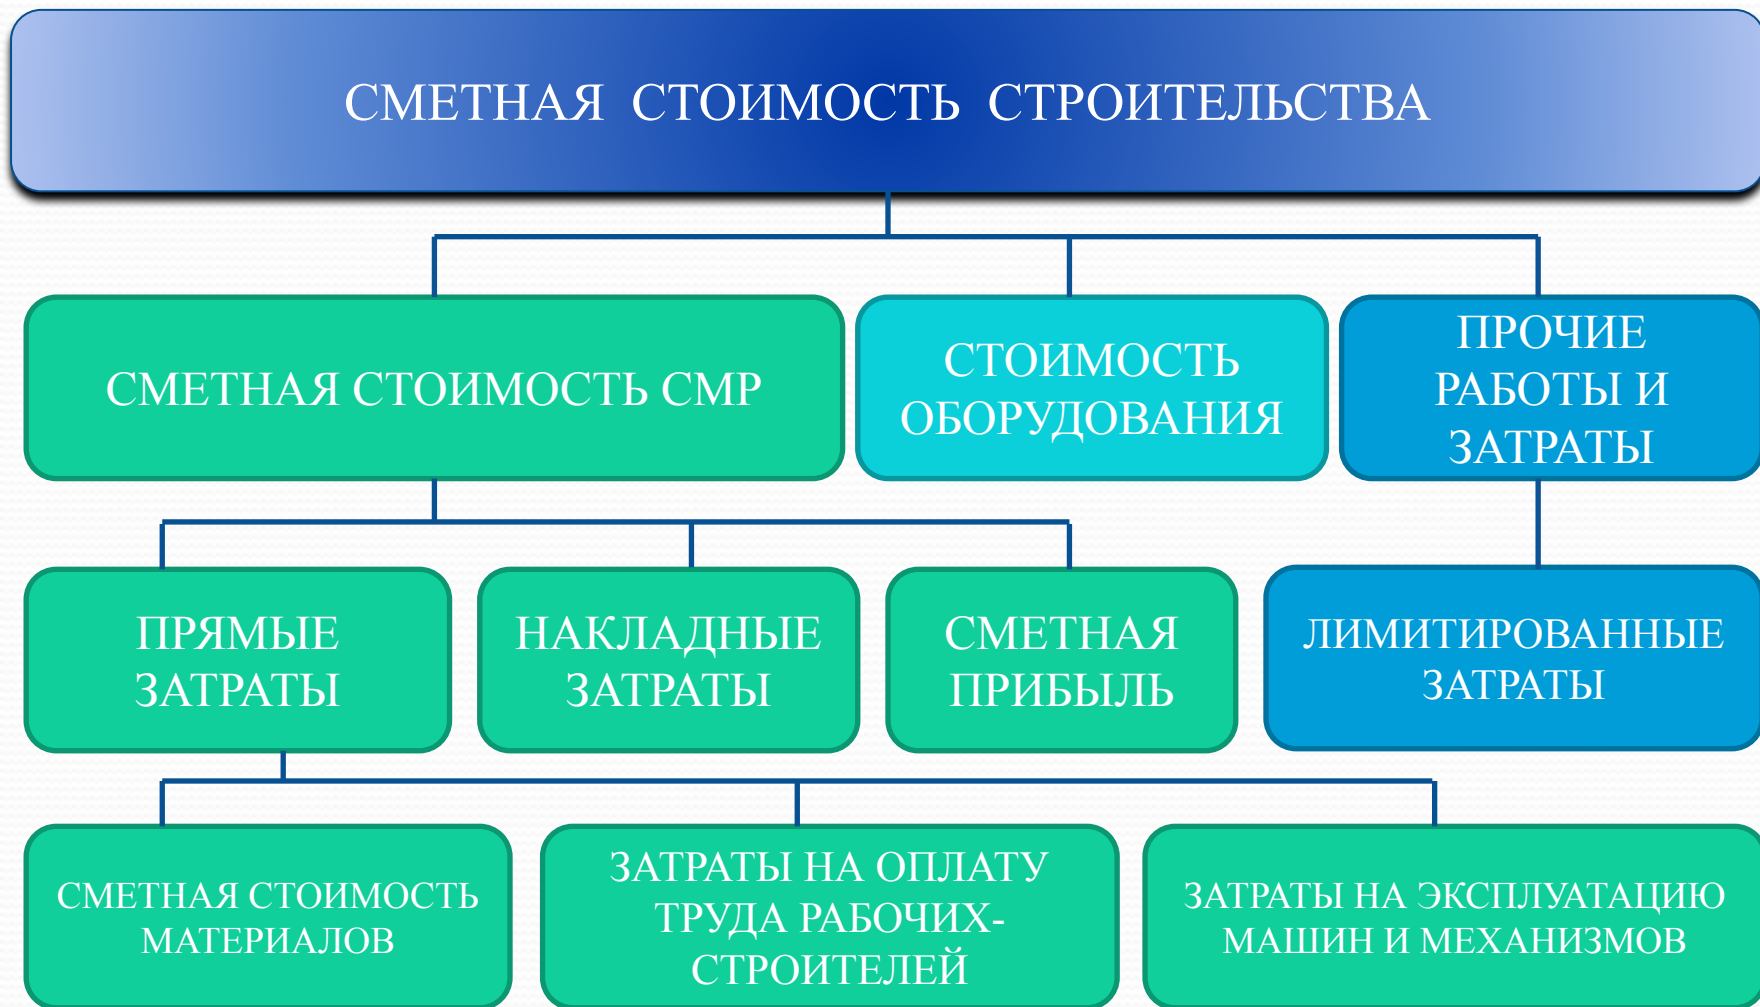 СМЕТНАЯ СТОИМОСТЬ СТРОИТЕЛЬСТВА
СМЕТНАЯ СТОИМОСТЬ СМР
СТОИМОСТЬ
ОБОРУДОВАНИЯ
ПРОЧИЕ
РАБОТЫ И
ЗАТРАТЫ
ПРЯМЫЕ
ЗАТРАТЫ
НАКЛАДНЫЕ
ЗАТРАТЫ
СМЕТНАЯ
ПРИБЫЛЬ
ЛИМИТИРОВАННЫЕ
ЗАТРАТЫ
СМЕТНАЯ СТОИМОСТЬ
МАТЕРИАЛОВ
ЗАТРАТЫ НА ОПЛАТУ
ТРУДА РАБОЧИХ-
СТРОИТЕЛЕЙ
ЗАТРАТЫ НА ЭКСПЛУАТАЦИЮ
МАШИН И МЕХАНИЗМОВ